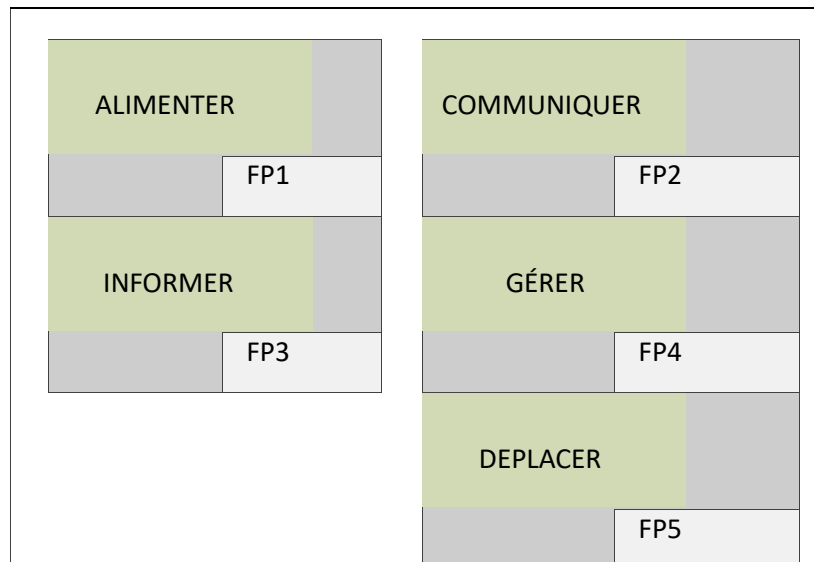 ALIMENTER
FP1
COMMUNIQUER
FP2
INFORMER
FP3
GÉRER
FP4
DEPLACER
FP5